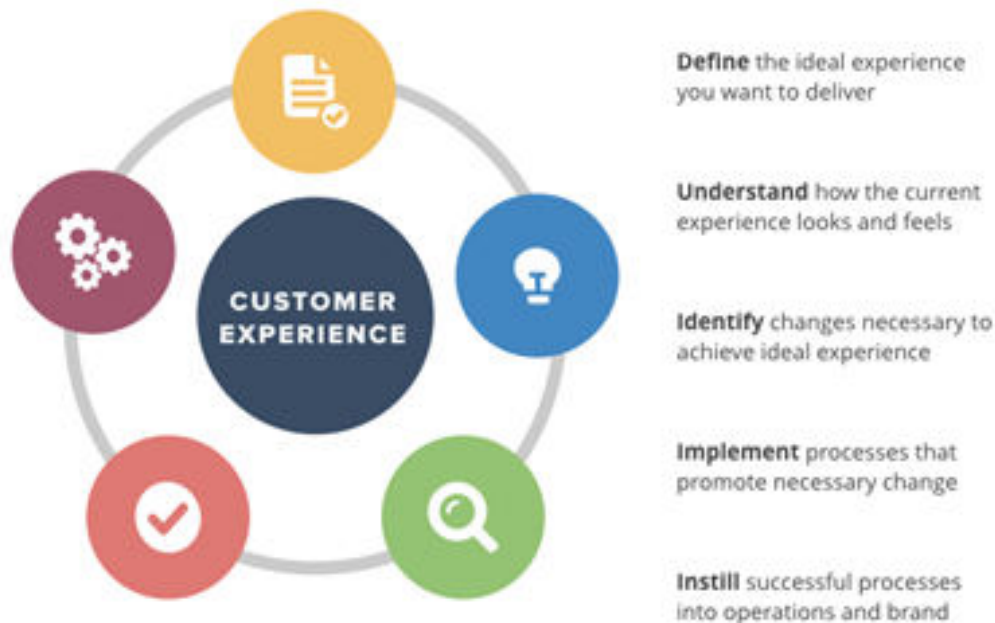 CUSTOMER
EXPERIENCE
Define the ideal experience
you want to deliver
Understand how the current
experience looks and feels
Identify changes necessary to
achieve ideal experience
Implement processes that
promote necessary change
Instill successful processes
into operations and brand